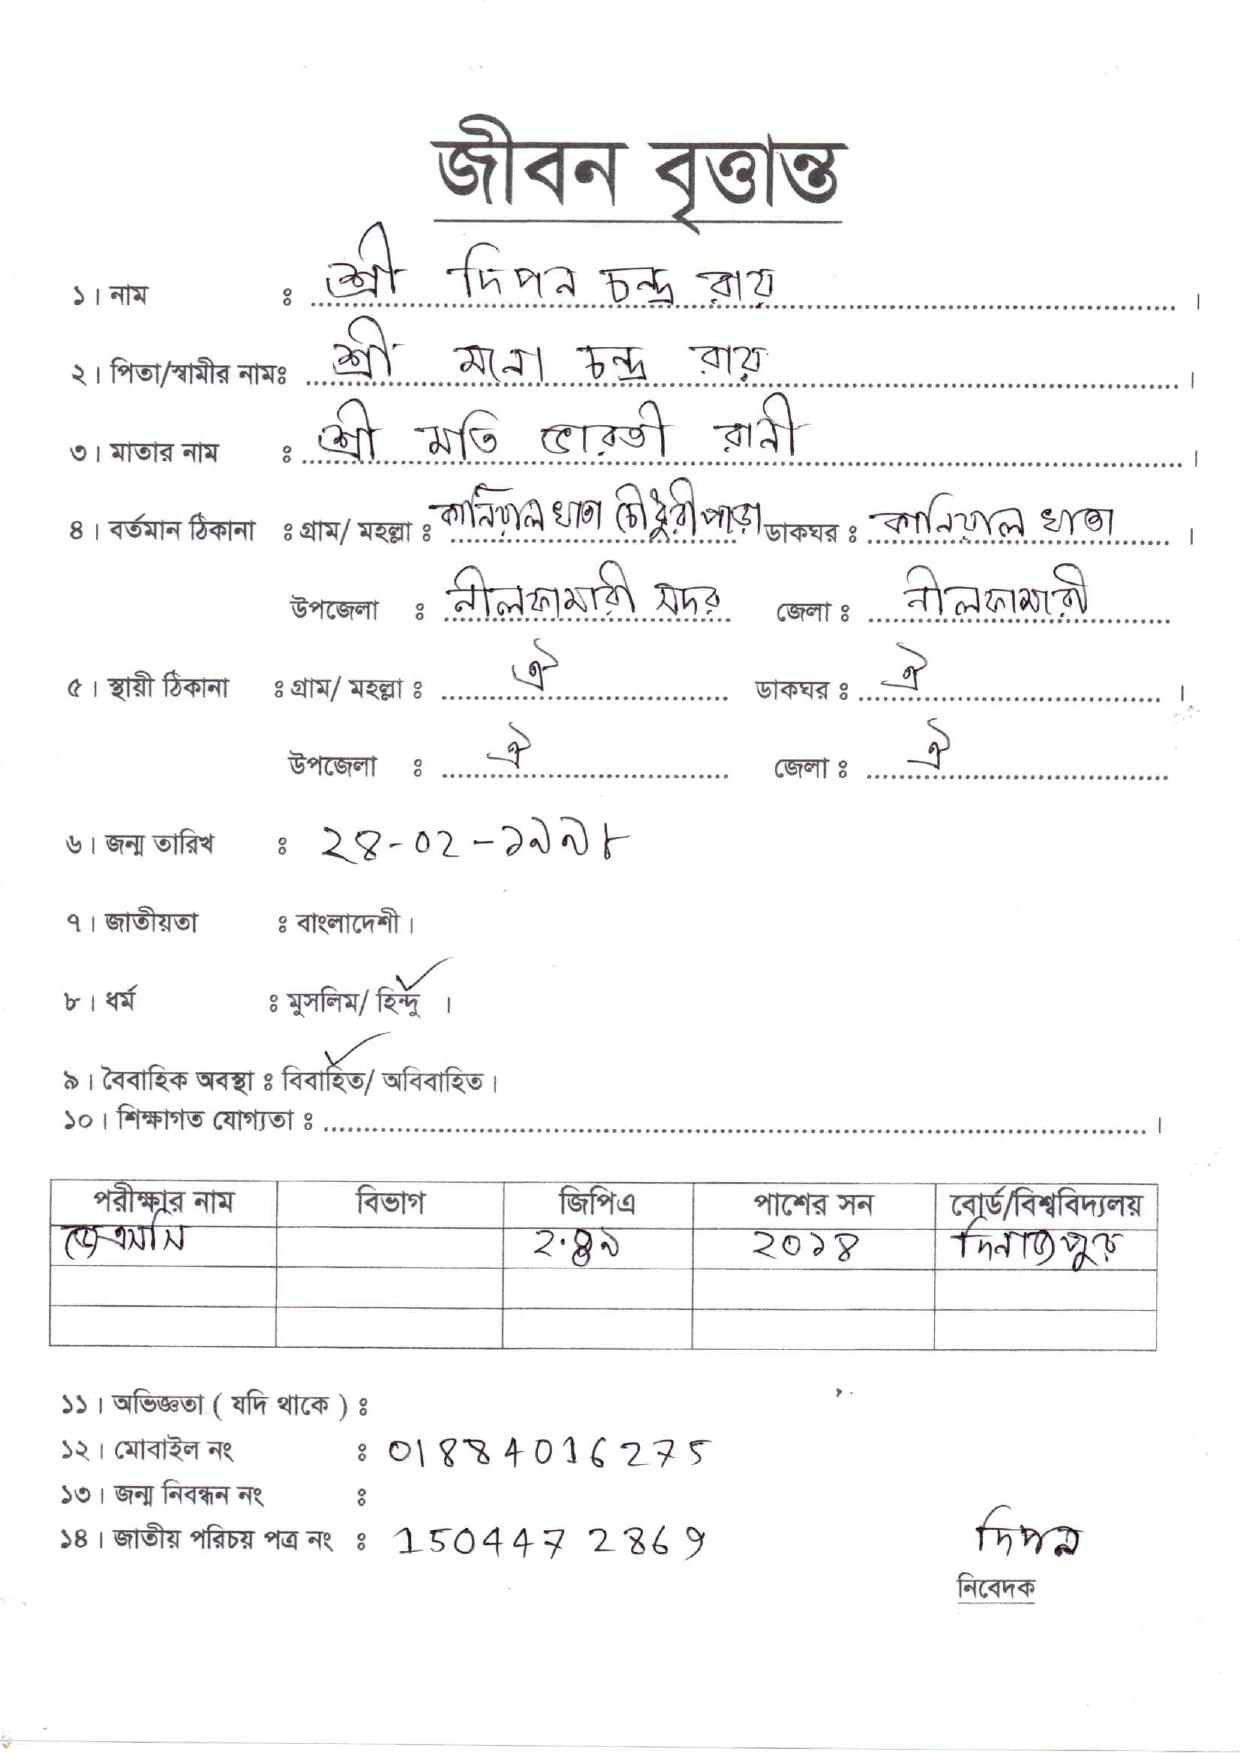 জীবন বৃত্তান্ত
১। নাম : শ্রী দিপন চন্দ্র রায় ।
২। পিতা/স্বামীর নামঃ শ্রী মনো চন্দ্র রায় ।
৩। মাতার নাম : শ্রী মতি ভারতী রানী ।
৪। বর্তমান ঠিকানা : গ্রাম/ মহল্লা : কানিয়াল খাতা চৌধুরী পাড়া ডাকঘর : কানিয়াল খাতা ।
উপজেলা : নীলফামারী সদর জেলা : নীলফামারী
৫। স্থায়ী ঠিকানা : গ্রাম/ মহল্লা : ঐ ডাকঘর : ঐ ।
উপজেলা : ঐ জেলা : ঐ
৬। জন্ম তারিখ : ২৪-০২-১৯৯৮
৭। জাতীয়তা : বাংলাদেশী।
৮। ধর্ম : মুসলিম/ হিন্দু ।
৯। বৈবাহিক অবস্থা : বিবাহিত/ অবিবাহিত।
১০। শিক্ষাগত যোগ্যতা : ।
পরীক্ষার নাম বিভাগ জিপিএ পাশের সন বোর্ড/বিশ্ববিদ্যলয়
জেএসসি ২.৪৯ ২০১৪ দিনাজপুর
১১। অভিজ্ঞতা ( যদি থাকে ) :
১২। মোবাইল নং : 01884016275
১৩। জন্ম নিবন্ধন নং :
১৪। জাতীয় পরিচয় পত্র নং : 1504472869
দিপন
নিবেদক